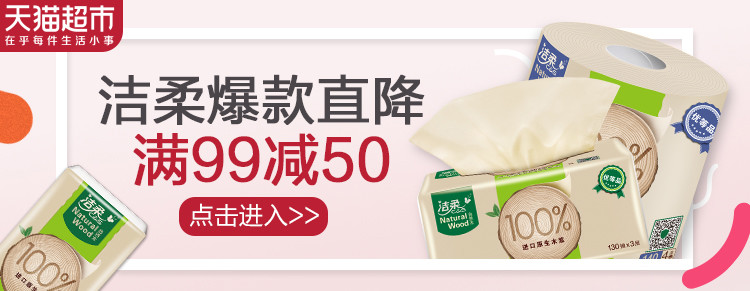 天猫超市
在乎每件生活小事
洁柔爆款直降
满99减50
点击进入>>
洁柔
Natural
Wood
100%
进口原生木浆
优等品
130抽x3层
洁柔
Natural
Wood
优等品
140
洁柔
Natural
Wood
100%